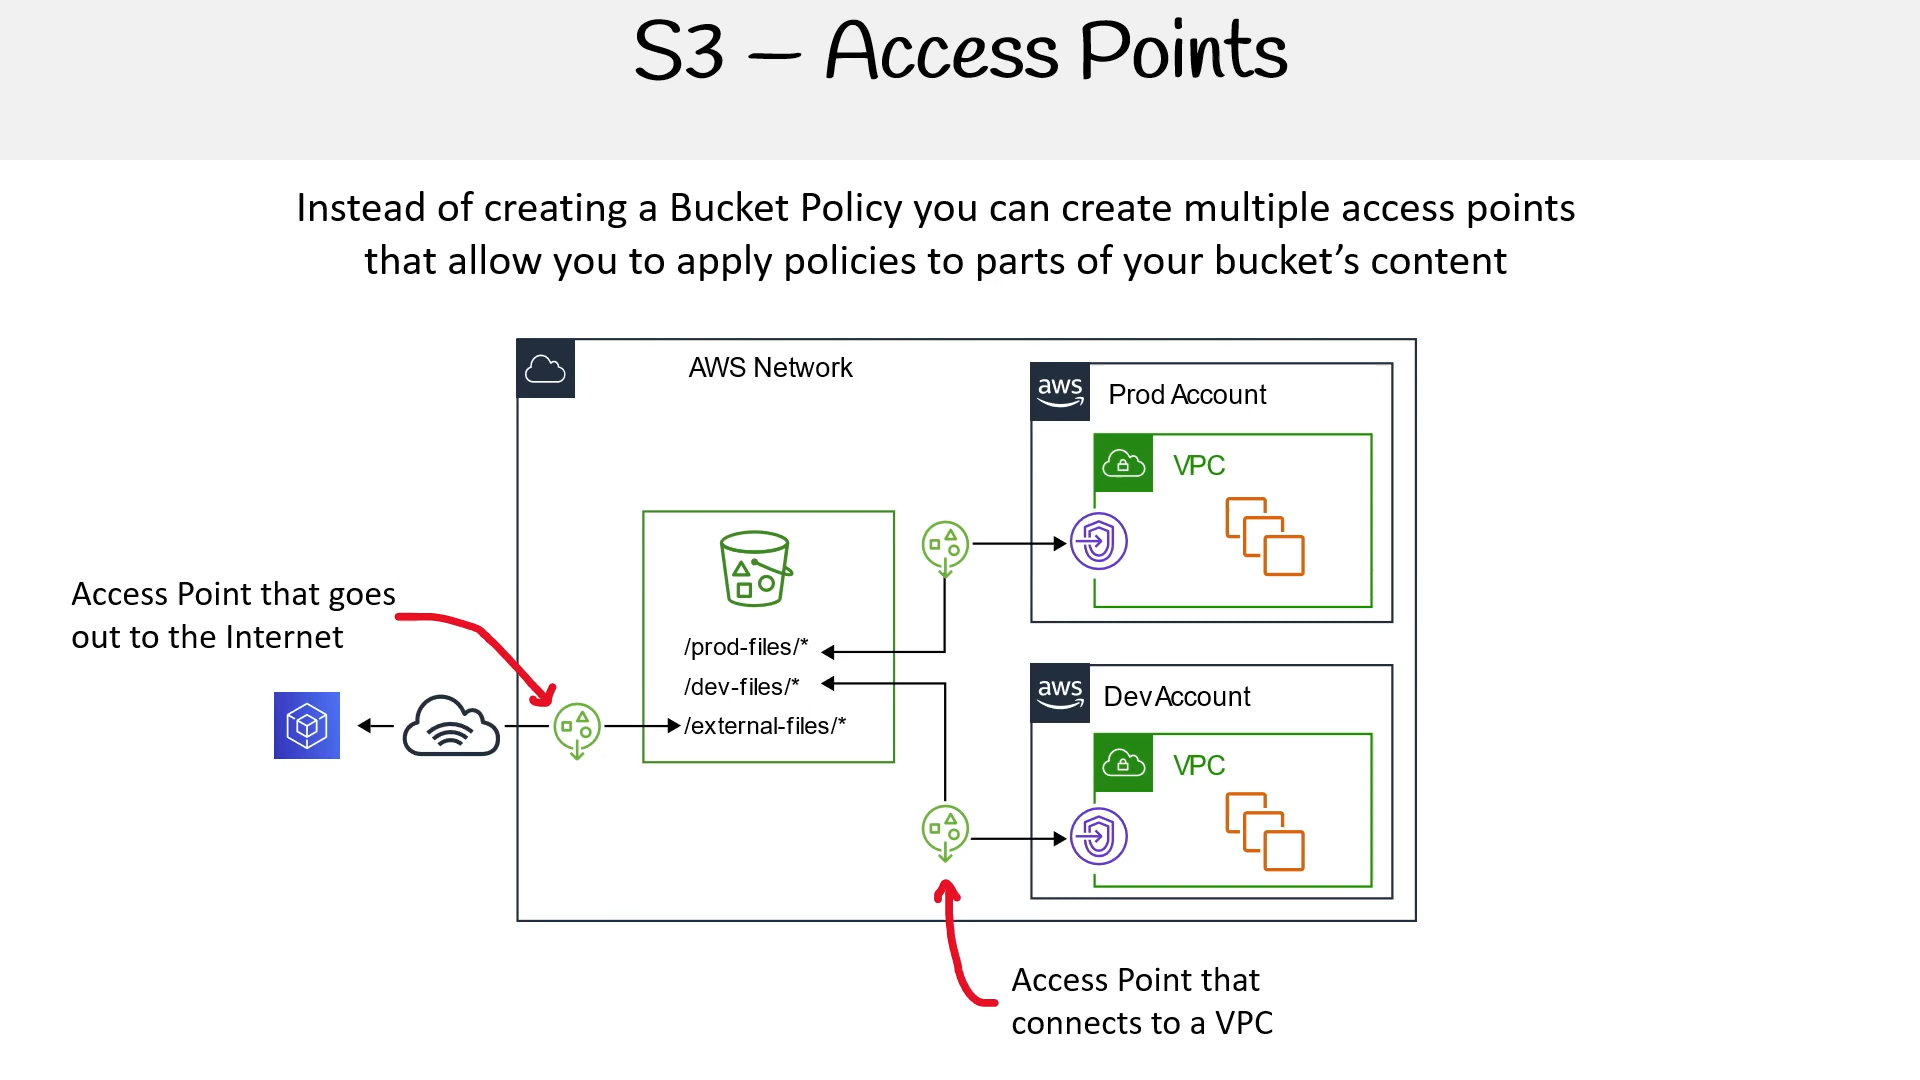 S3 – Access Points
Instead of creating a Bucket Policy you can create multiple access points
that allow you to apply policies to parts of your bucket’s content
AWS Network
aws
Prod Account
VPC
Access Point that goes
out to the Internet
/prod-files/*
/dev-files/*
/external-files/*
aws
Dev Account
VPC
Access Point that
connects to a VPC